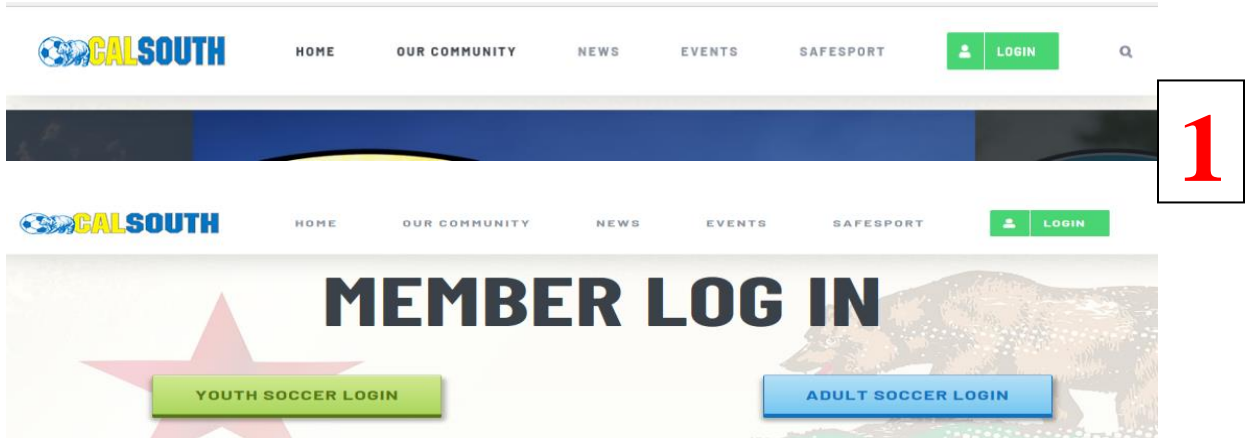 CALSOUTH HOME OUR COMMUNITY NEWS EVENTS SAFESPORT LOGIN
1
CALSOUTH HOME OUR COMMUNITY NEWS EVENTS SAFESPORT LOGIN
MEMBER LOG IN
YOUTH SOCCER LOGIN ADULT SOCCER LOGIN